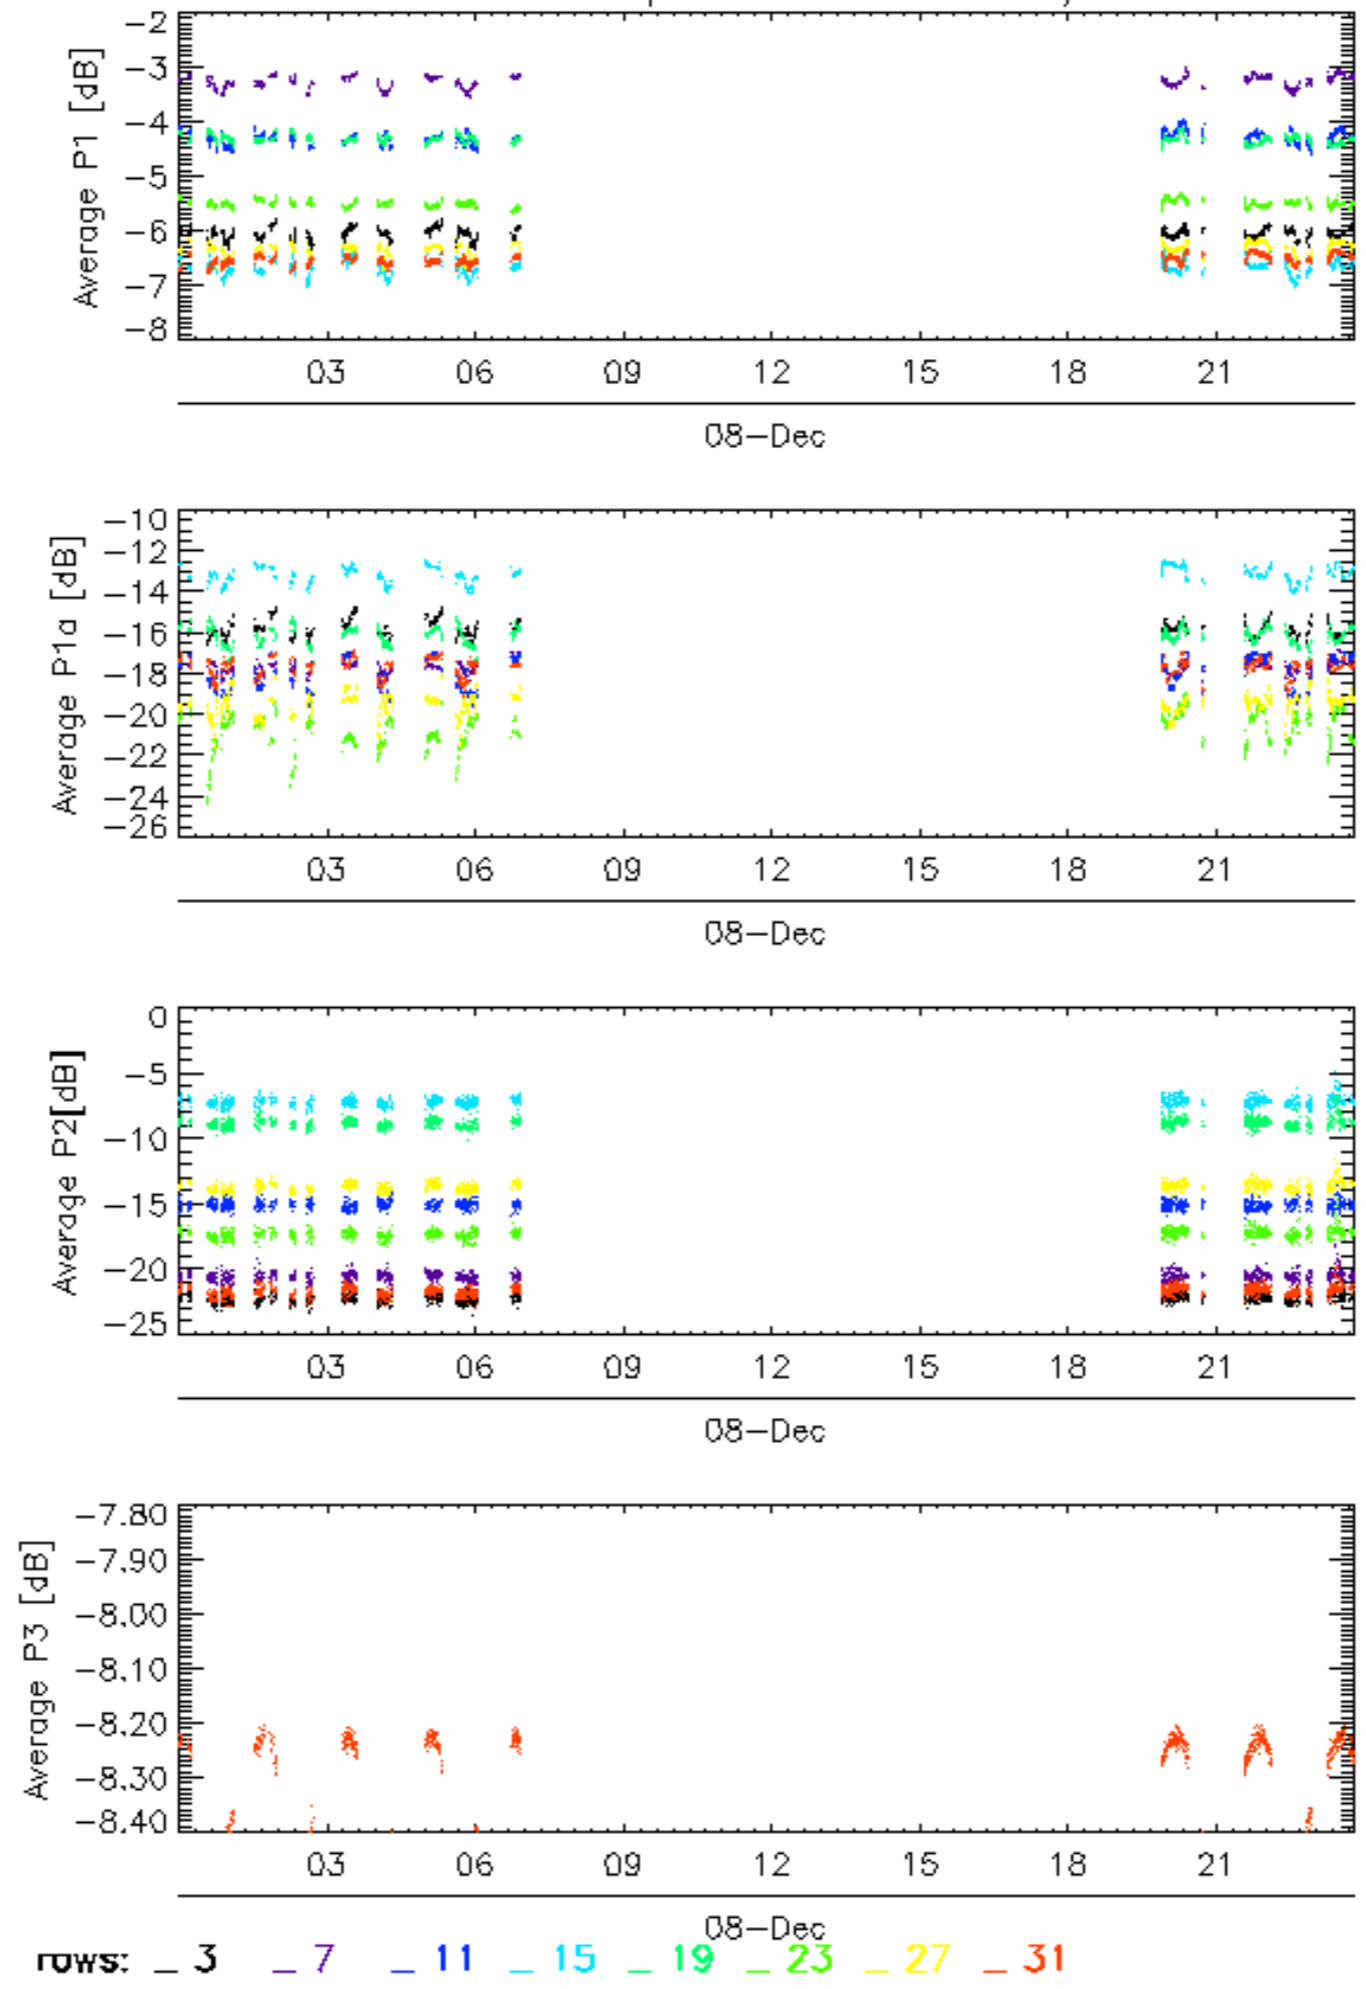 -2
-3
-4
-5
-6
-7
-8
Average P1 [dB]
03 06 09 12 15 18 21
08-Dec
-10
-12
-14
-16
-18
-20
-22
-24
-26
Average P1a [dB]
03 06 09 12 15 18 21
08-Dec
0
-5
-10
-15
-20
-25
Average P2[dB]
03 06 09 12 15 18 21
08-Dec
-7.80
-7.90
-8.00
-8.10
-8.20
-8.30
-8.40
Average P3 [dB]
03 06 09 12 15 18 21
08-Dec
rows: _ 3 _ 7 _ 11 _ 15 _ 19 _ 23 _ 27 _ 31